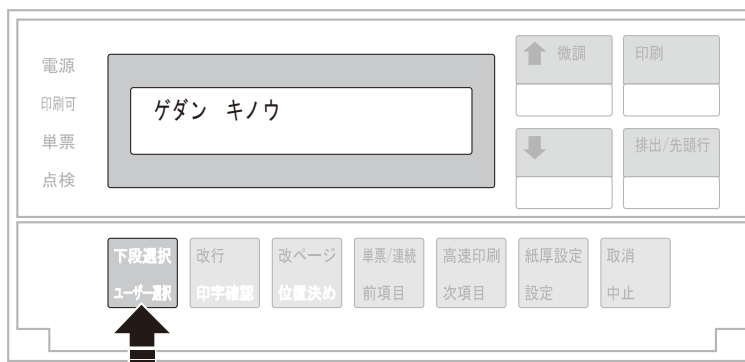 電源
印刷可
単票
点検
ゲダン キノウ
微調
印刷
排出/先頭行
下段選択
改行
改ページ
単票/連続
高速印刷
紙厚設定
取消
ユーザー選択
印字確認
位置決め
前項目
次項目
設定
中止